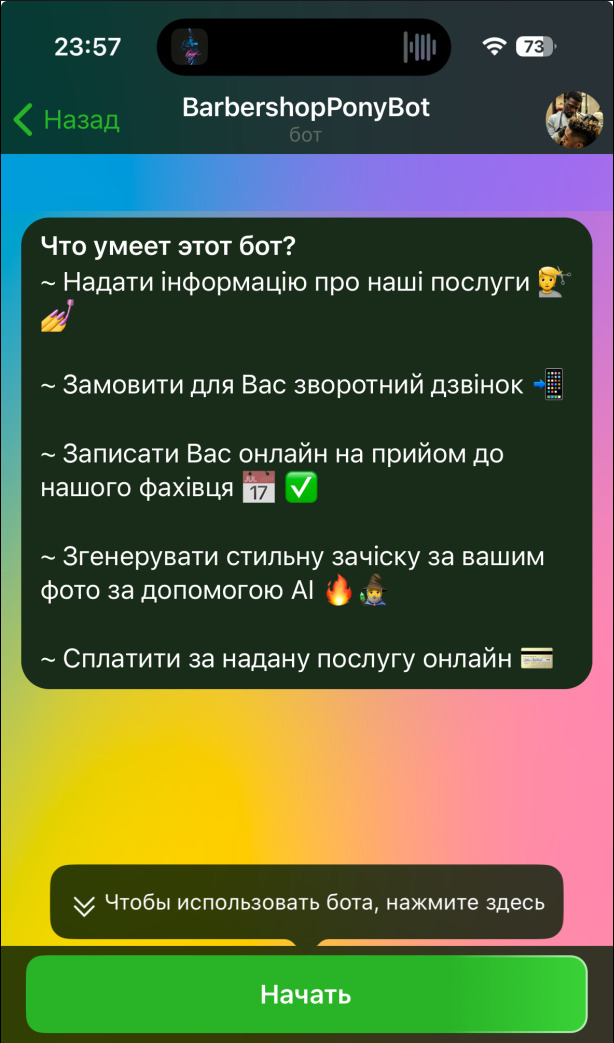 23:57
73
Назад
BarbershopPonyBot
бот
Что умеет этот бот?
~ Надати інформацію про наші послуги 💇
💅
~ Замовити для Вас зворотний дзвінок 📲
~ Записати Вас онлайн на прийом до
нашого фахівця 📅 ✅
~ Згенерувати стильну зачіску за вашим
фото за допомогою AI 🔥 🧙‍♂️
~ Сплатити за надану послугу онлайн 💳
Чтобы использовать бота, нажмите здесь
Начать